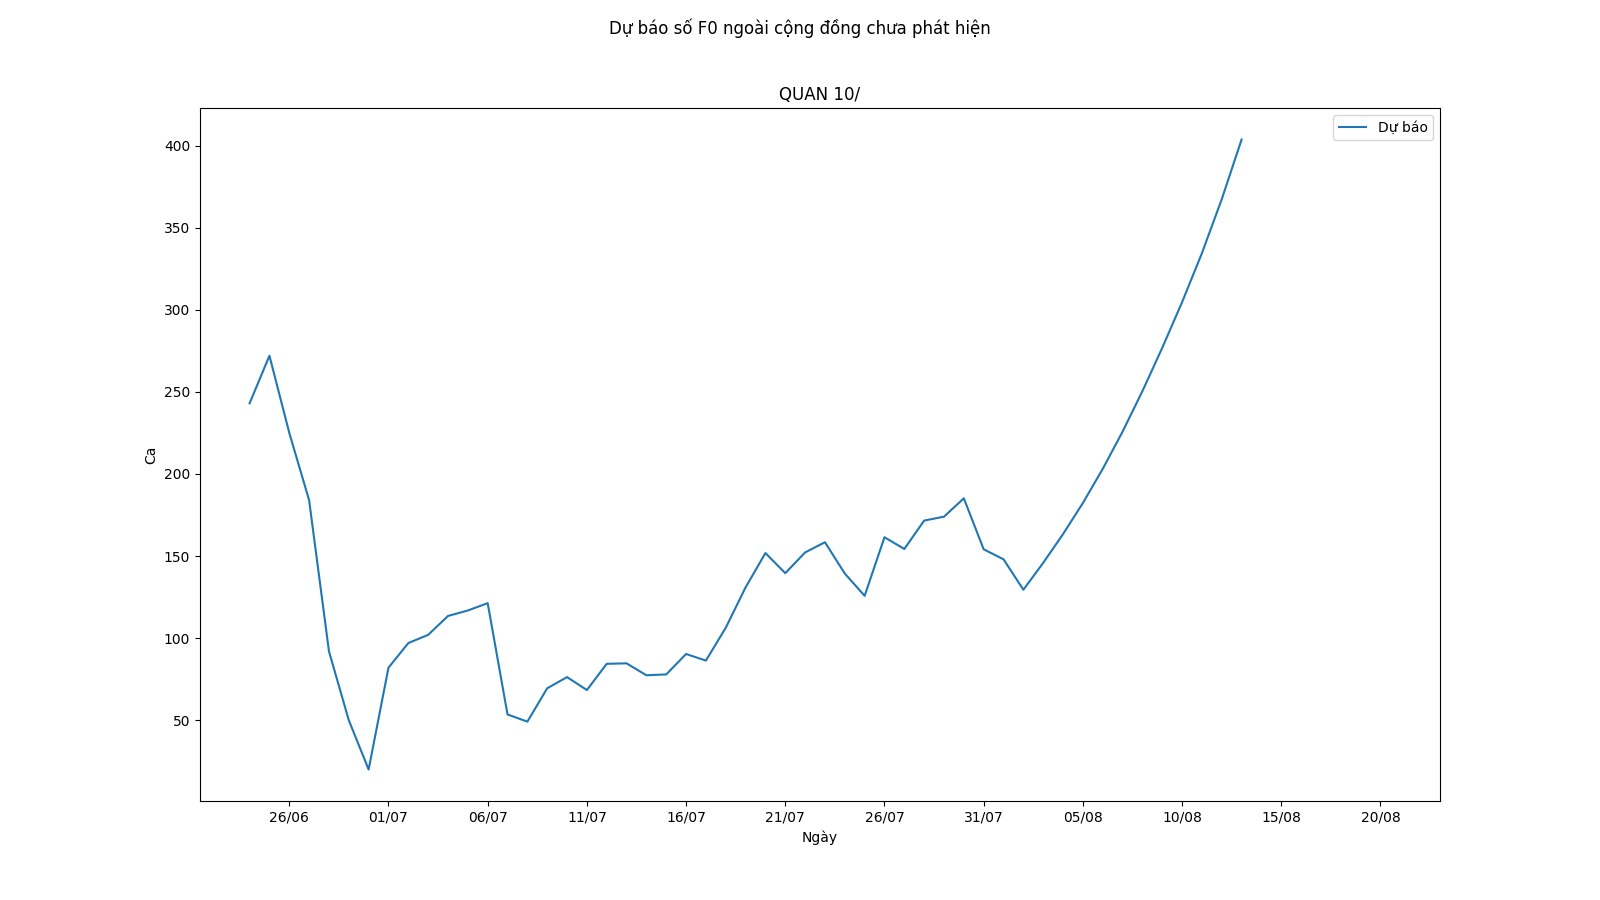 Dự báo số F0 ngoài cộng đồng chưa phát hiện
QUAN 10/
Dự báo
400
350
300
250
200
150
100
50
Ca
26/06 01/07 06/07 11/07 16/07 21/07 26/07 31/07 05/08 10/08 15/08 20/08
Ngày